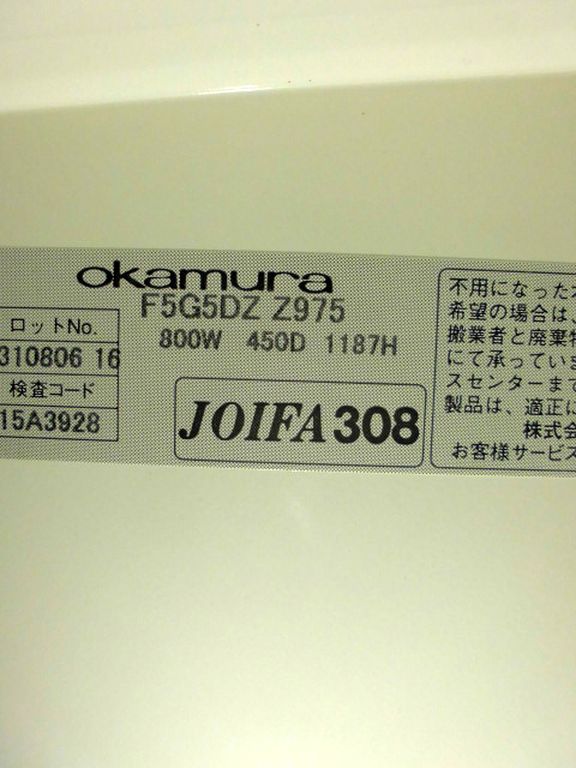 okamura
F5G5DZ Z975
800W 450D 1187H
ロットNo.
310806 16
検査コード
15A3928
JOIFA308
不用になった
希望の場合は、
搬業者と廃棄
にて承ってい
スセンターまで
製品は、適正に
株式会
お客様サービス